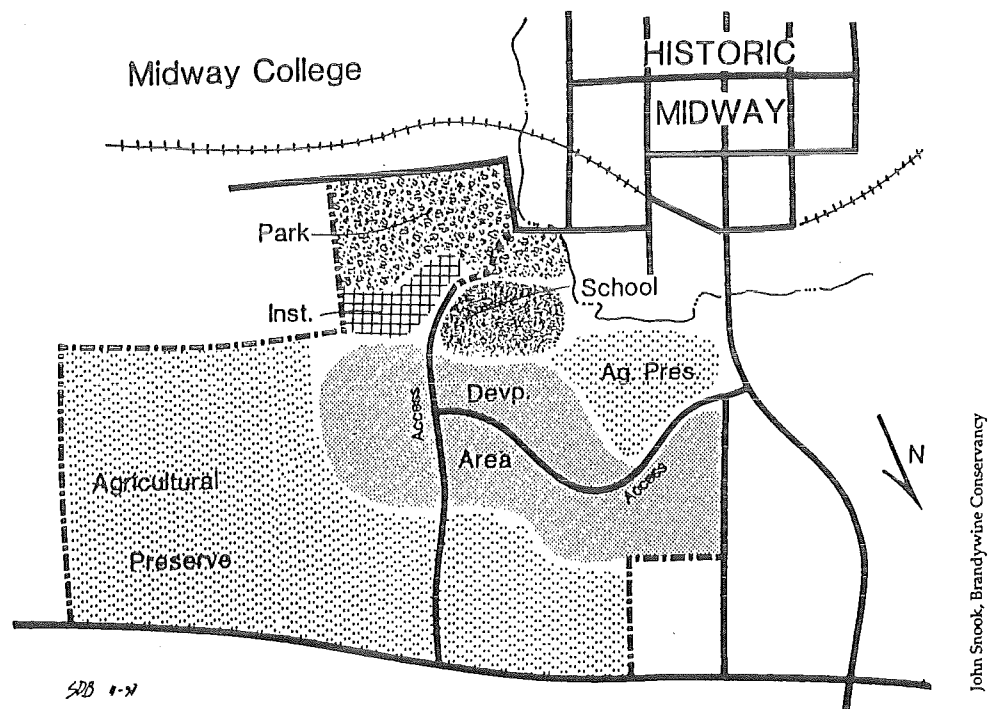 HISTORIC
MIDWAY
Midway College
Park
Inst.
School
Ag. Pres.
Devp.
Access
Area
Access
Agricultural
Preserve
N
SDB
John Snook, Brandywine Conservancy